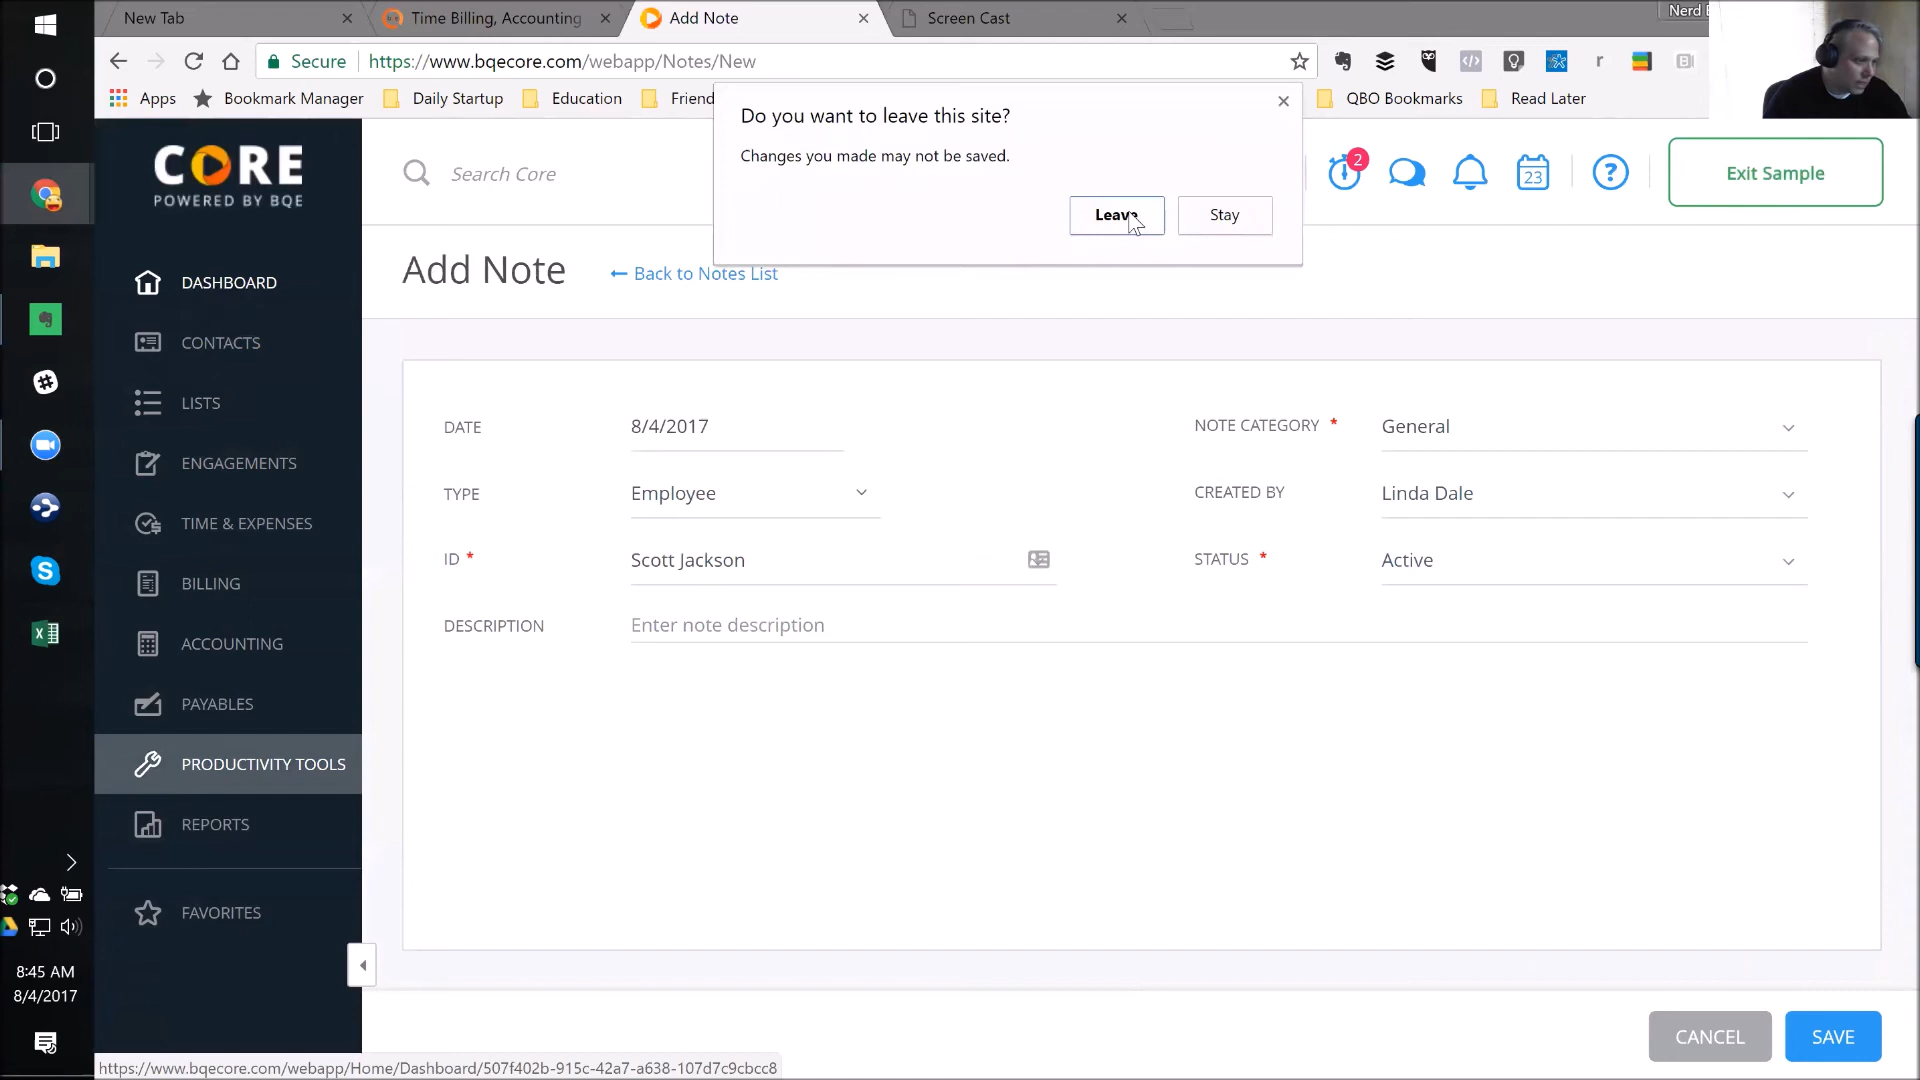 New Tab
Time Billing, Accounting
Add Note
Screen Cast
Nerd E
Secure https://www.bqecore.com/webapp/Notes/New
Apps
Bookmark Manager
Daily Startup
Education
Friend
QBO Bookmarks
Read Later
Do you want to leave this site?
Changes you made may not be saved.
Leave
Stay
CORE
POWERED BY BQE
Search Core
2
23
?
Exit Sample
Add Note
Back to Notes List
DASHBOARD
CONTACTS
LISTS
ENGAGEMENTS
TIME & EXPENSES
BILLING
ACCOUNTING
PAYABLES
PRODUCTIVITY TOOLS
REPORTS
FAVORITES
DATE 8/4/2017
NOTE CATEGORY * General
TYPE Employee
CREATED BY Linda Dale
ID * Scott Jackson
STATUS * Active
DESCRIPTION Enter note description
CANCEL
SAVE
8:45 AM
8/4/2017
https://www.bqecore.com/webapp/Home/Dashboard/507f402b-915c-42a7-a638-107d7c9cbcc8